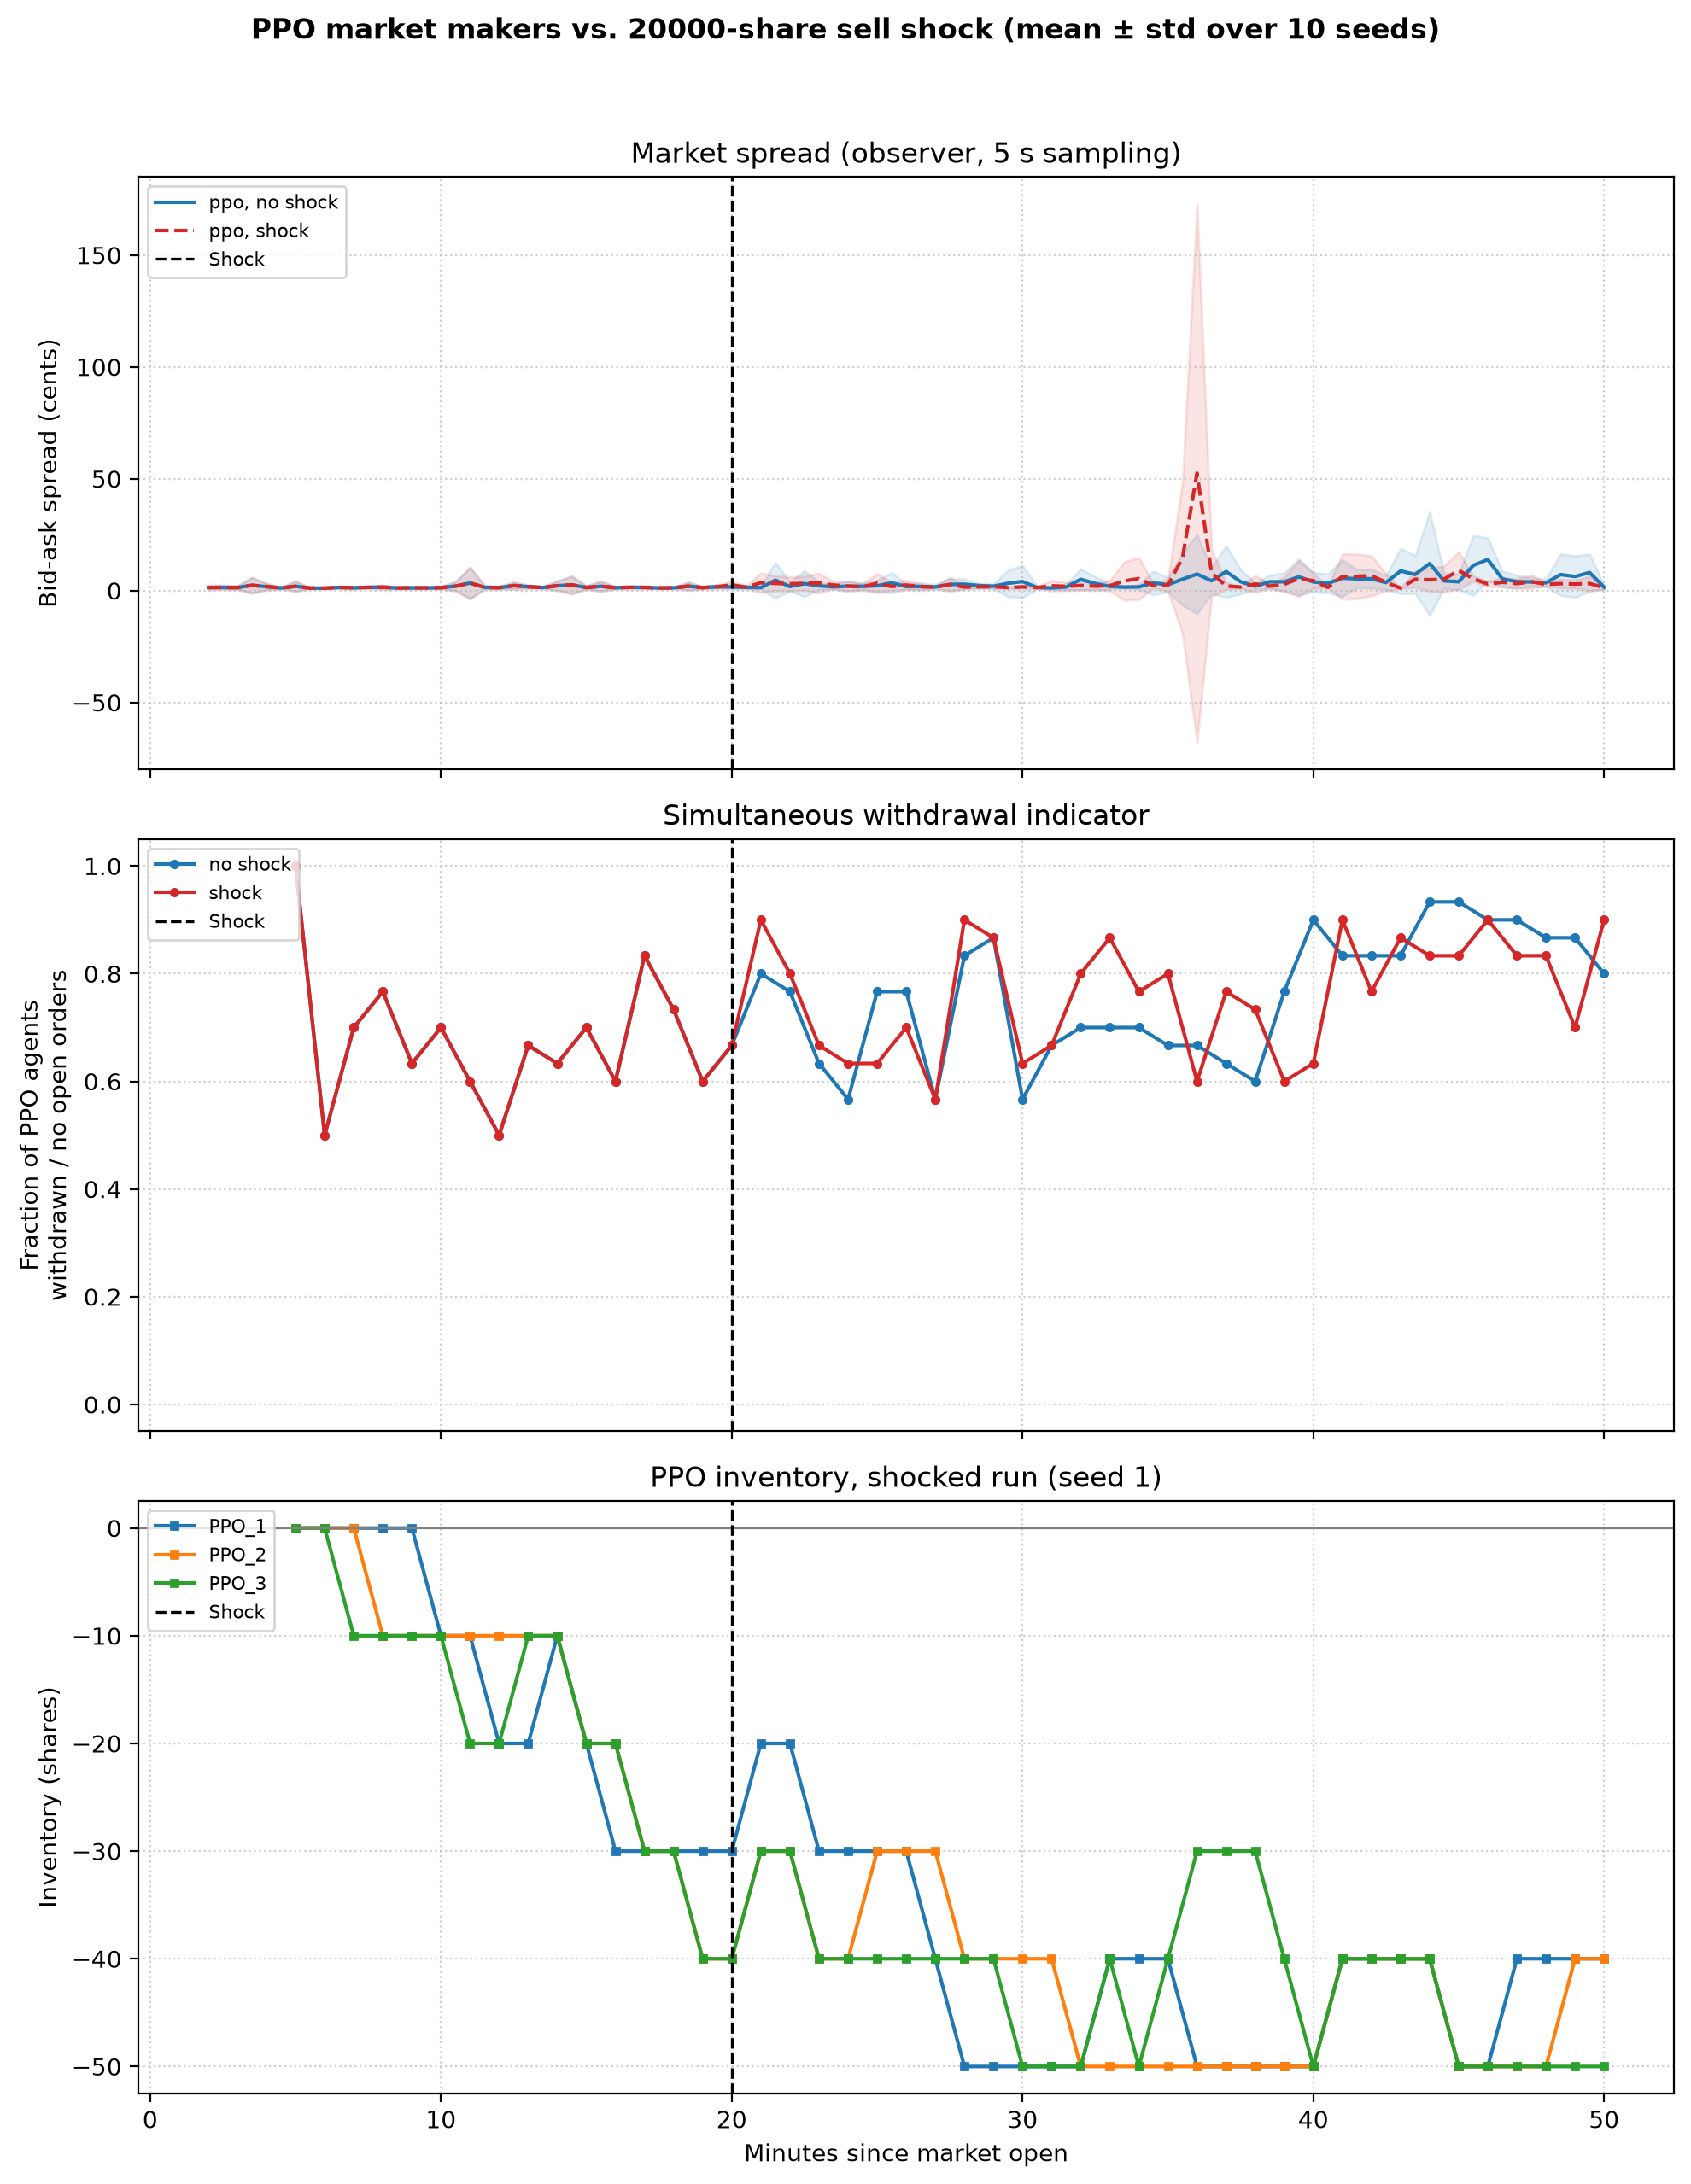 PPO market makers vs. 20000-share sell shock (mean ± std over 10 seeds)
Market spread (observer, 5 s sampling)
ppo, no shock
ppo, shock
Shock
Bid-ask spread (cents)
150
100
50
0
−50
Simultaneous withdrawal indicator
no shock
shock
Shock
Fraction of PPO agents
withdrawn / no open orders
1.0
0.8
0.6
0.4
0.2
0.0
PPO inventory, shocked run (seed 1)
PPO_1
PPO_2
PPO_3
Shock
Inventory (shares)
0
−10
−20
−30
−40
−50
0 10 20 30 40 50
Minutes since market open